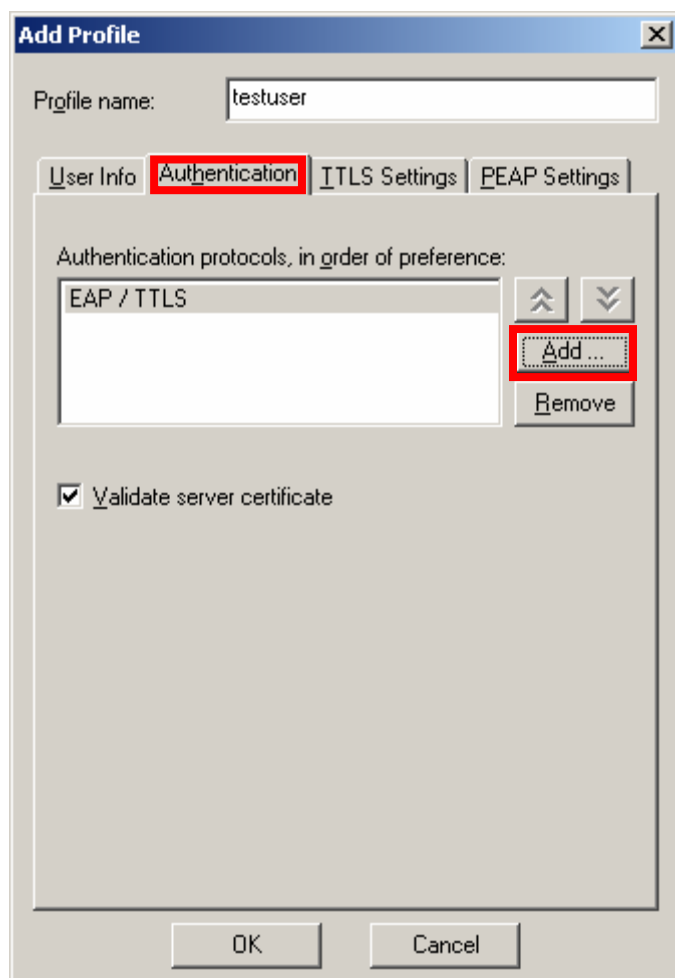 Add Profile
Profile name: testuser
User Info Authentication TTLS Settings PEAP Settings
Authentication protocols, in order of preference:
EAP / TTLS
Add ...
Remove
Validate server certificate
OK Cancel